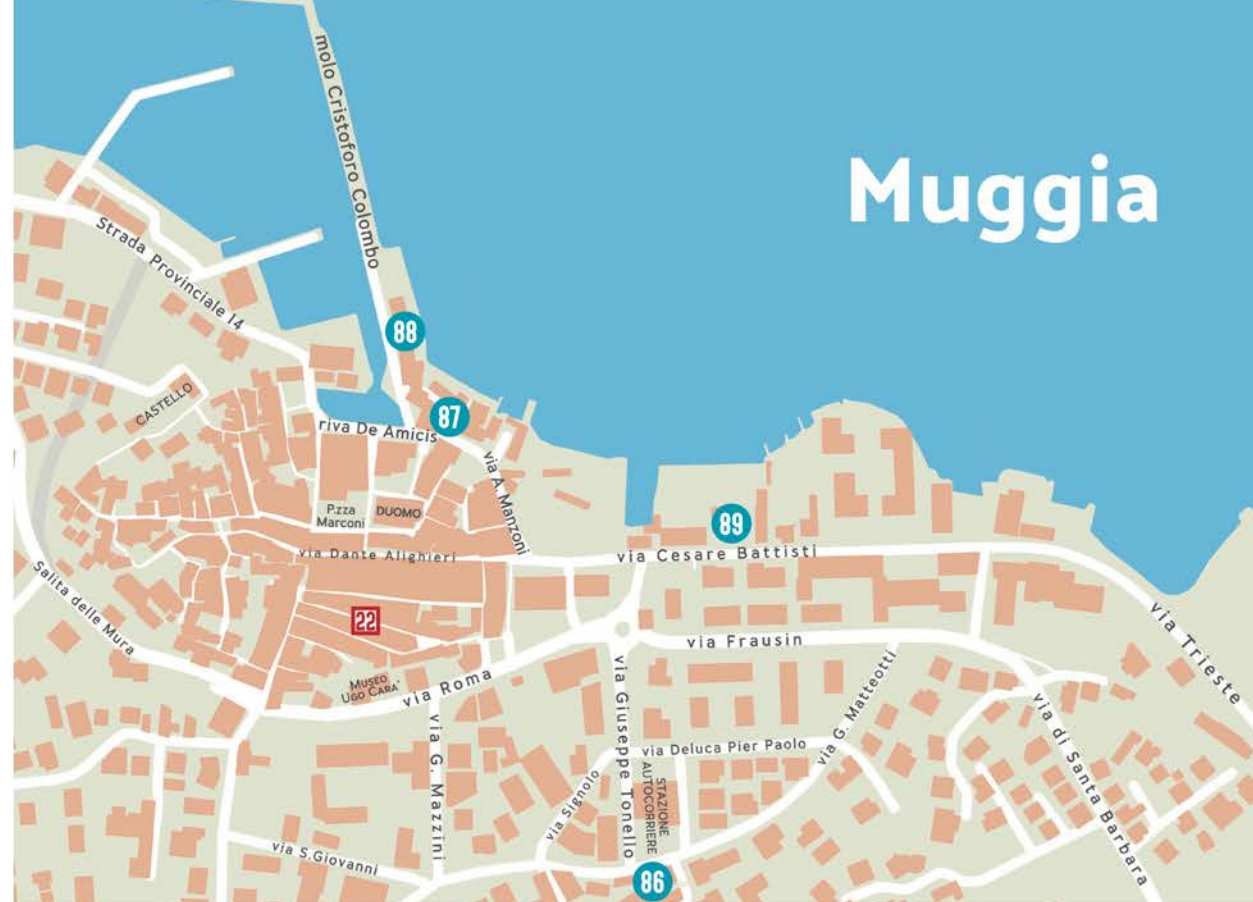 Muggia
molo Cristoforo Colombo
Strada Provinciale 14
88
CASTELLO
87
riva De Amicis
via A. Manzoni
P.zza
Marconi
DUOMO
89
via Dante Alighieri
via Cesare Battisti
Salita delle Mura
22
via Trieste
via Frausin
MUSEO
UGO CARA'
via Roma
via G. Matteotti
via Giuseppe Tonello
via G. Mazzini
via di Santa Barbara
via Deluca Pier Paolo
via Signolo
STAZIONE
AUTOCORRIERE
via S.Giovanni
86